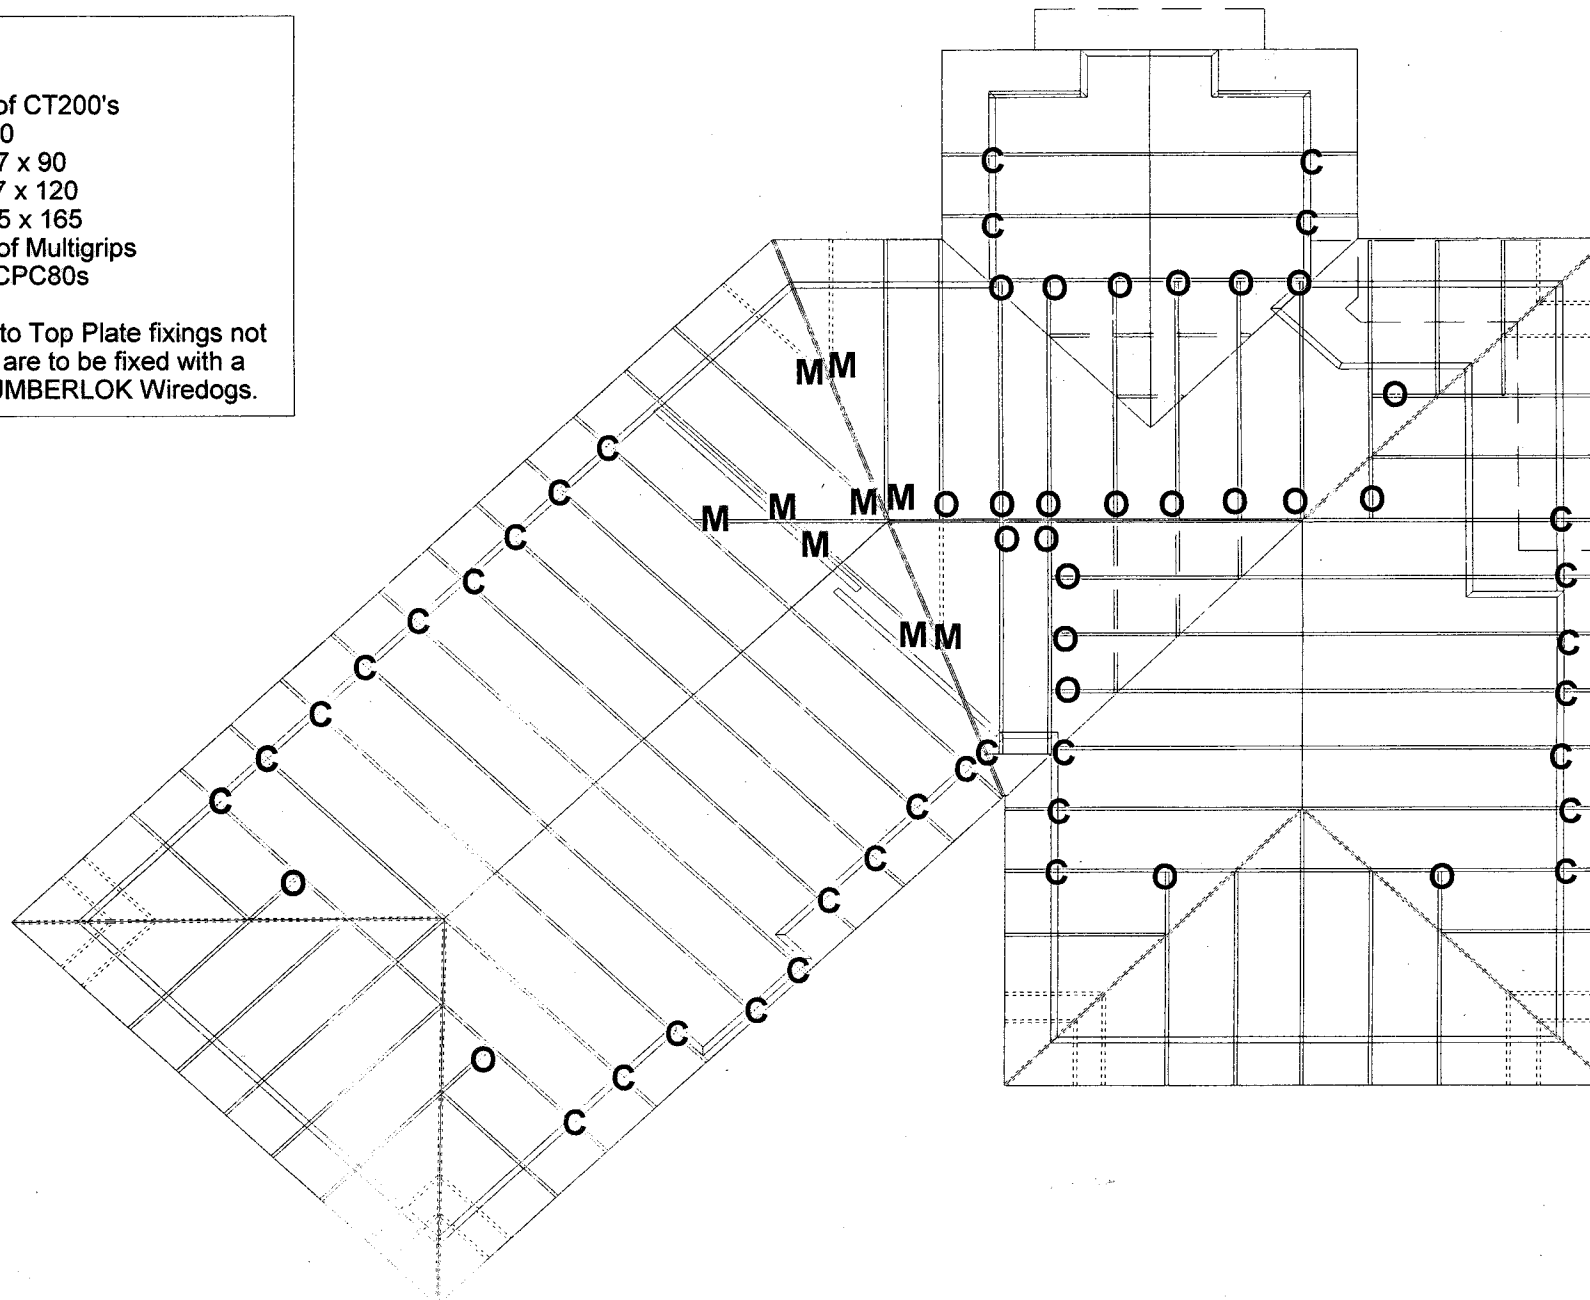 of CT200's
0
7 x 90
7 x 120
5 x 165
of Multigrips
CPC80s
to Top Plate fixings not
are to be fixed with a
UMBERLOK Wiredogs.
C C
C C
O O O O O O
M M
O
C
C
M M M M O O O O O O O O
M O O
C C
O C
C
C M M O C
C
O C
C
C C C C
C
C C C C
C
O C O O C
C
C
C
C
O
C
C